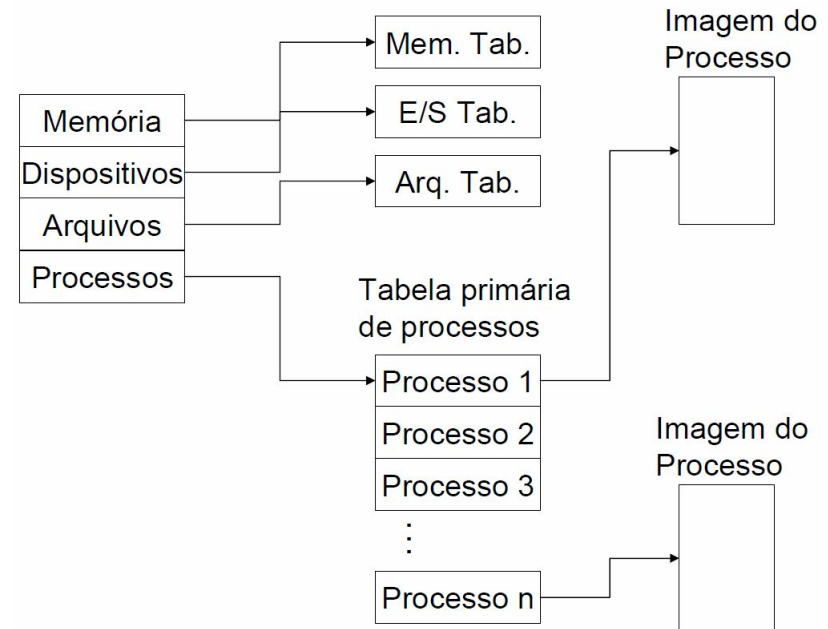 Memória
Dispositivos
Arquivos
Processos
Mem. Tab.
E/S Tab.
Arq. Tab.
Tabela primária
de processos
Processo 1
Processo 2
Processo 3
⋮
Processo n
Imagem do
Processo
Imagem do
Processo